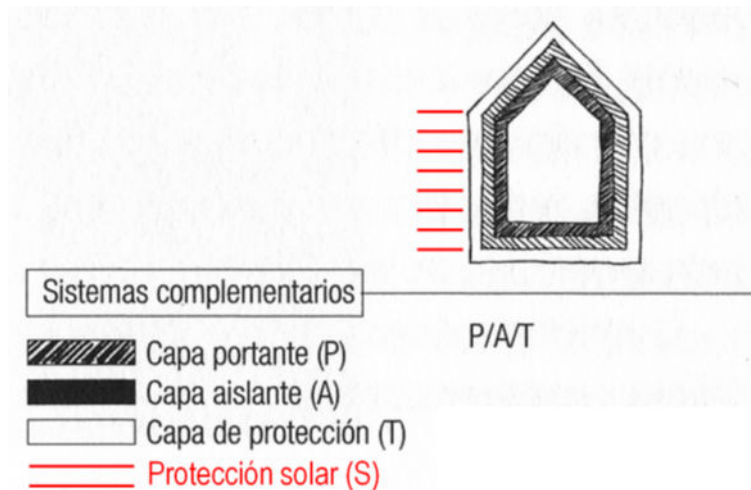 Sistemas complementarios
P/A/T
Capa portante (P)
Capa aislante (A)
Capa de protección (T)
Protección solar (S)